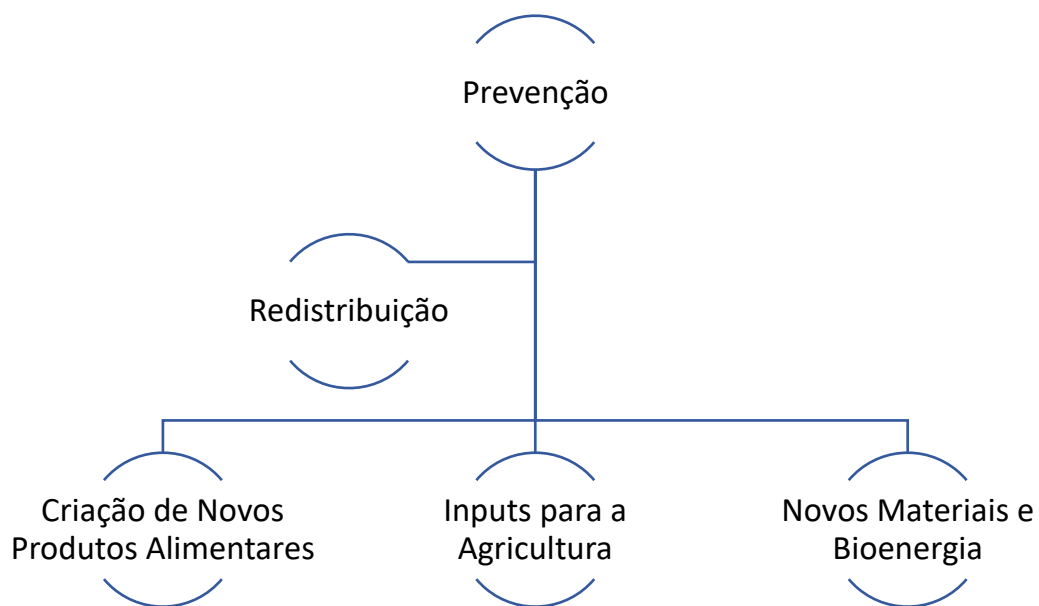 Prevenção
Redistribuição
Criação de Novos
Produtos Alimentares
Inputs para a
Agricultura
Novos Materiais e
Bioenergia